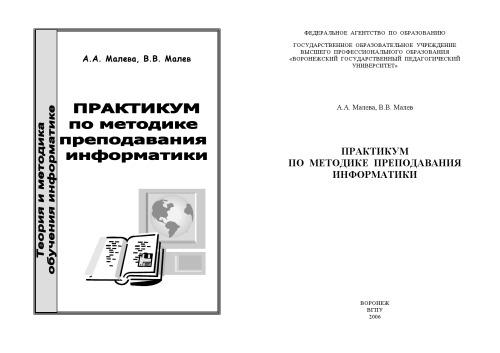 Теория и методика
обучения информатике
А.А. Малева, В.В. Малев
ПРАКТИКУМ
по методике
преподавания
информатики
ФЕДЕРАЛЬНОЕ АГЕНТСТВО ПО ОБРАЗОВАНИЮ
ГОСУДАРСТВЕННОЕ ОБРАЗОВАТЕЛЬНОЕ УЧРЕЖДЕНИЕ
ВЫСШЕГО ПРОФЕССИОНАЛЬНОГО ОБРАЗОВАНИЯ
«ВОРОНЕЖСКИЙ ГОСУДАРСТВЕННЫЙ ПЕДАГОГИЧЕСКИЙ
УНИВЕРСИТЕТ»
А.А. Малева, В.В. Малев
ПРАКТИКУМ
ПО МЕТОДИКЕ ПРЕПОДАВАНИЯ
ИНФОРМАТИКИ
ВОРОНЕЖ
ВГПУ
2006